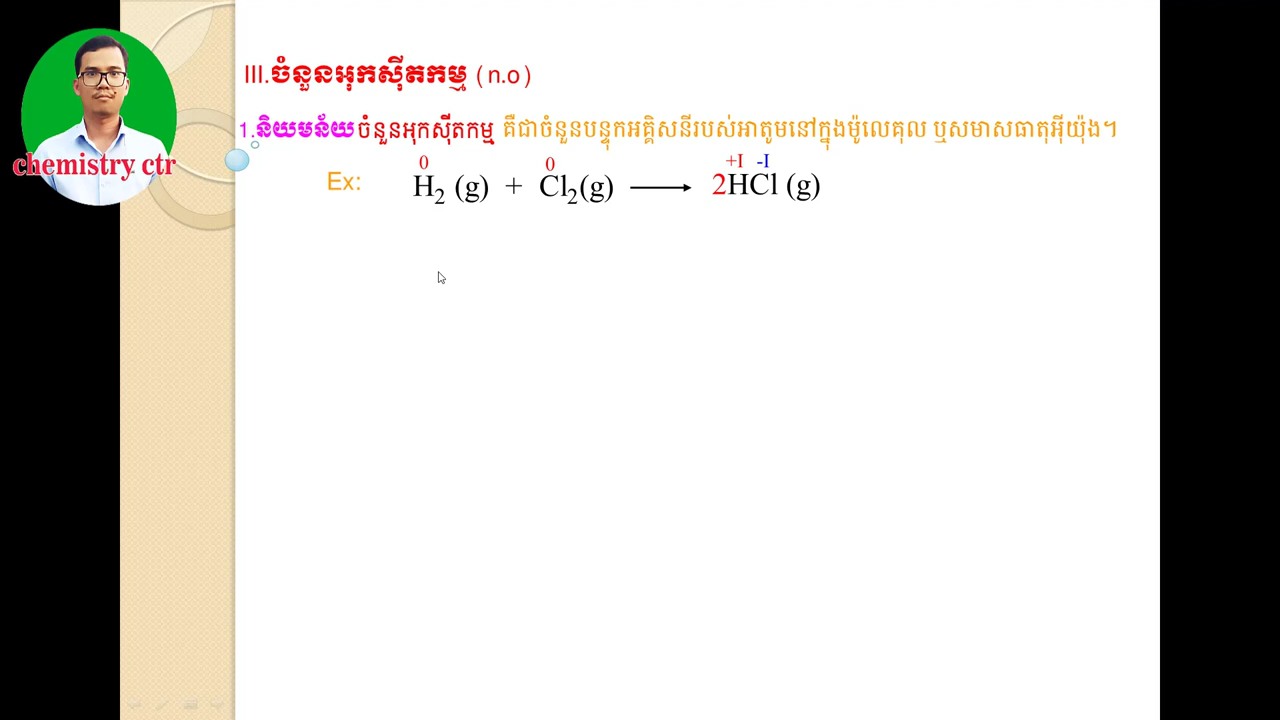 chemistry ctr
III.ចំនួនអុកស៊ីតកម្ម (n.o)
1.និយមន័យ ចំនួនអុកស៊ីតកម្ម គឺជាចំនួនបន្ទុកអគ្គិសនីរបស់អាតូមនៅក្នុងម៉ូលេគុល ឬសមាសធាតុអ៊ីយ៉ុង។
0 0 +I -I
Ex: H₂ (g) + Cl₂(g) ⟶ 2HCl (g)